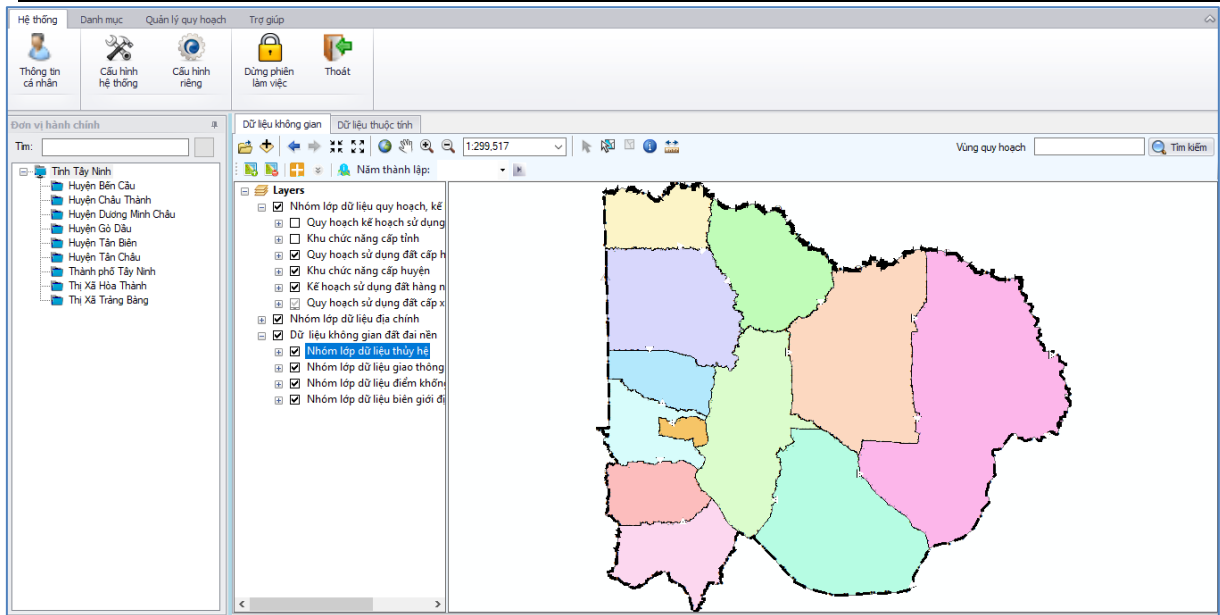 Hệ thống Danh mục Quản lý quy hoạch Trợ giúp
Thông tin cá nhân
Cấu hình hệ thống
Cấu hình riêng
Dừng phiên làm việc
Thoát
Đơn vị hành chính
Tìm:
Tỉnh Tây Ninh
Huyện Bến Cầu
Huyện Châu Thành
Huyện Dương Minh Châu
Huyện Gò Dầu
Huyện Tân Biên
Huyện Tân Châu
Thành phố Tây Ninh
Thị Xã Hòa Thành
Thị Xã Trảng Bàng
Dữ liệu không gian Dữ liệu thuộc tính
1:299,517
Vùng quy hoạch
Tìm kiếm
Năm thành lập:
Layers
Nhóm lớp dữ liệu quy hoạch, kế
Quy hoạch kế hoạch sử dụng
Khu chức năng cấp tỉnh
Quy hoạch sử dụng đất cấp h
Khu chức năng cấp huyện
Kế hoạch sử dụng đất hàng n
Quy hoạch sử dụng đất cấp x
Nhóm lớp dữ liệu địa chính
Dữ liệu không gian đất đai nền
Nhóm lớp dữ liệu thủy hệ
Nhóm lớp dữ liệu giao thông
Nhóm lớp dữ liệu điểm khốn
Nhóm lớp dữ liệu biên giới đị